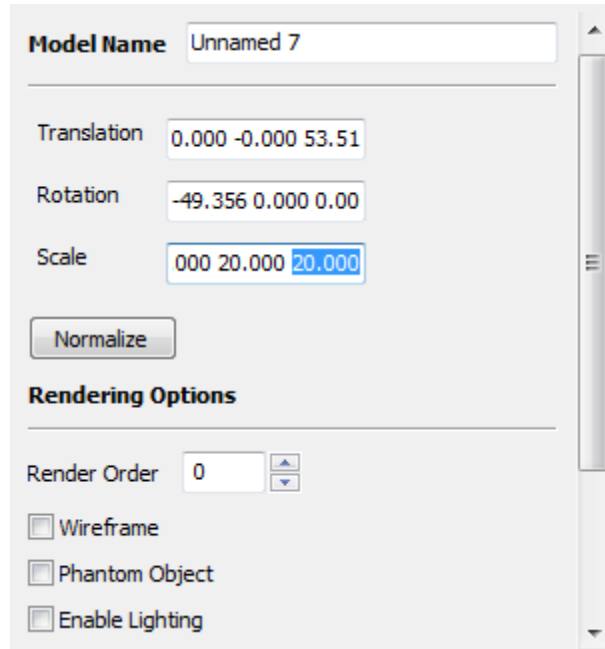 Model Name Unnamed 7
Translation 0.000 -0.000 53.51
Rotation -49.356 0.000 0.00
Scale 000 20.000 20.000
Normalize
Rendering Options
Render Order 0
Wireframe
Phantom Object
Enable Lighting